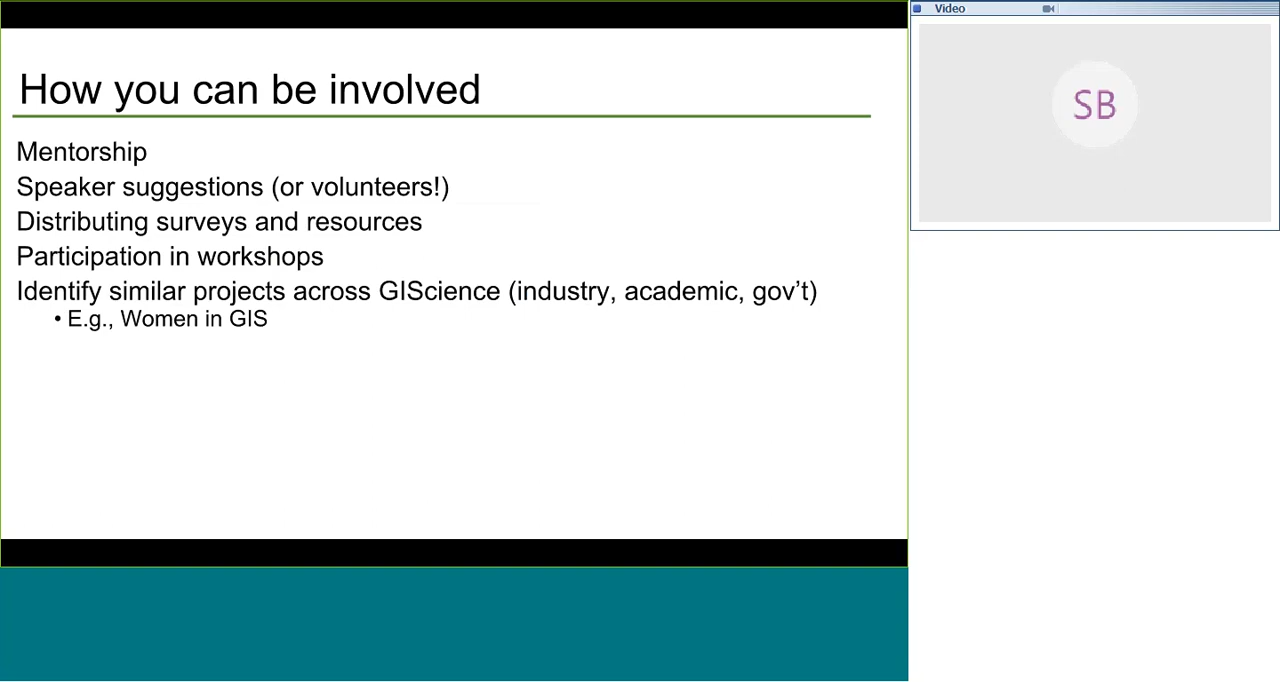 How you can be involved
Mentorship
Speaker suggestions (or volunteers!)
Distributing surveys and resources
Participation in workshops
Identify similar projects across GIScience (industry, academic, gov’t)
• E.g., Women in GIS
Video
SB